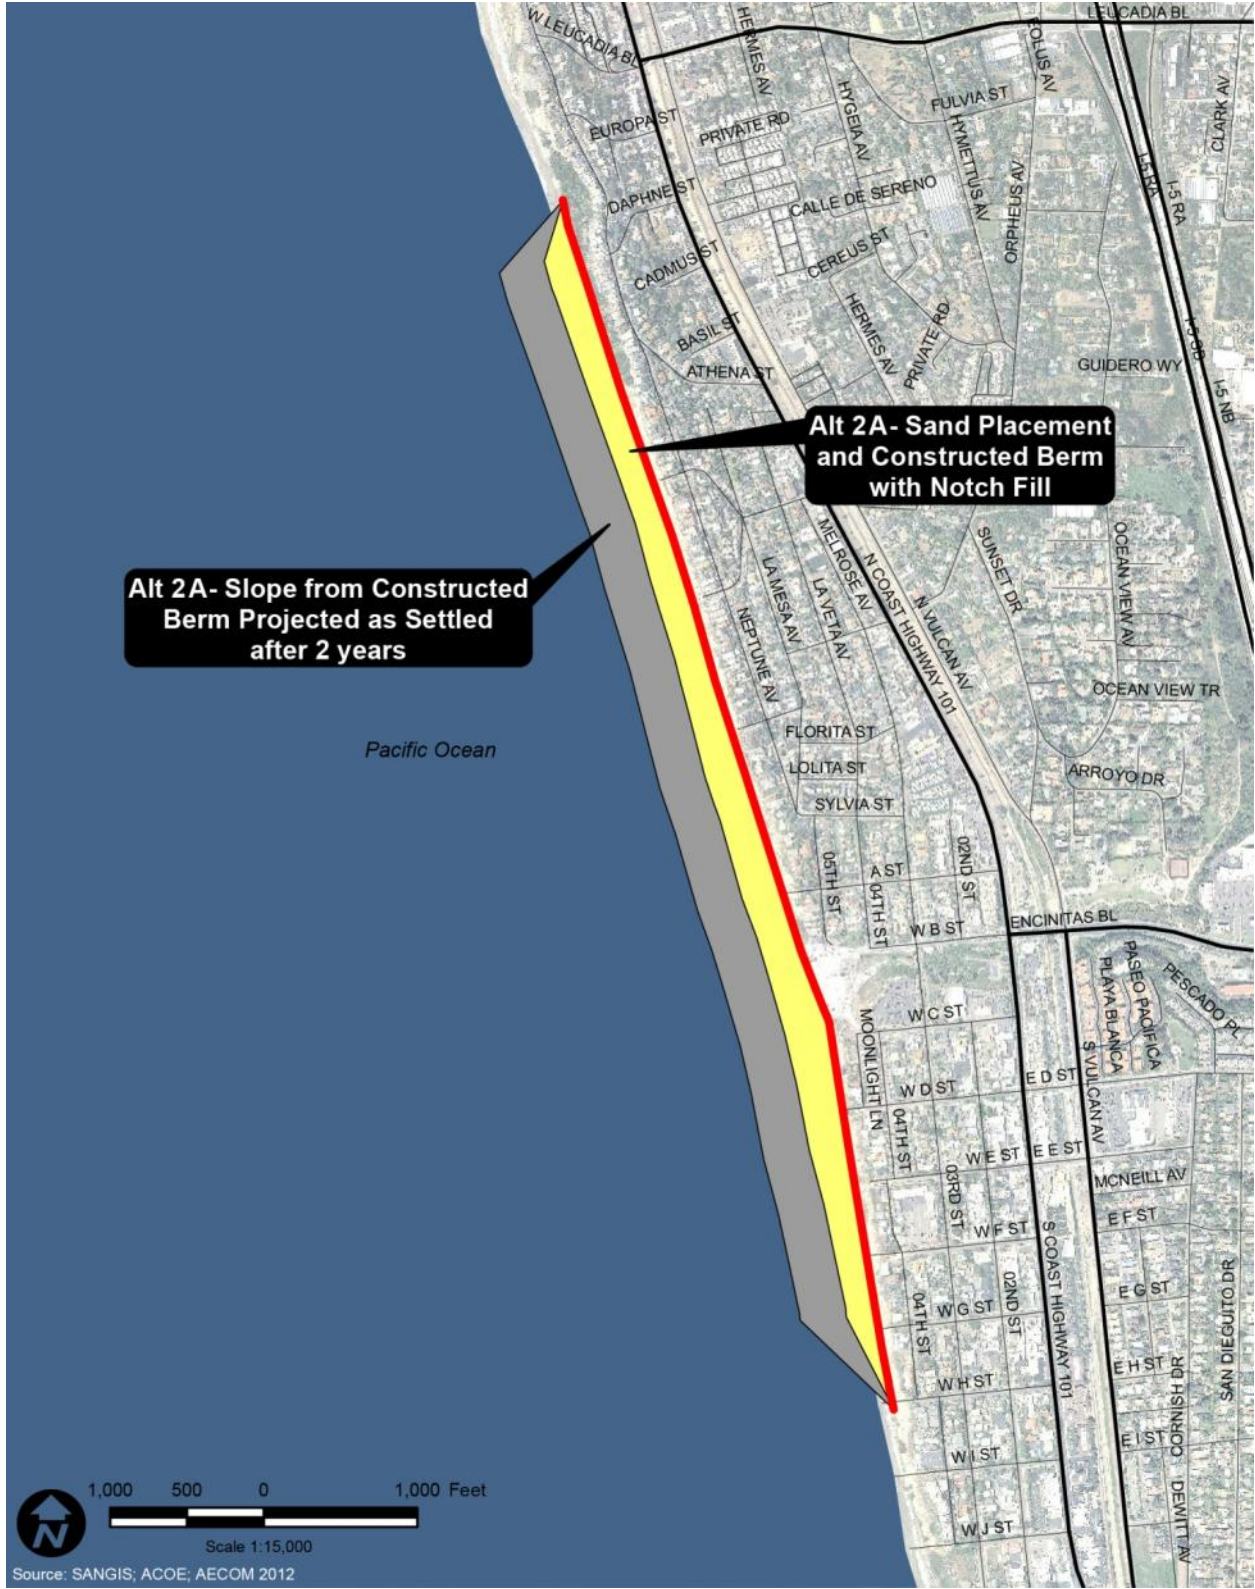 LEUCADIA BL
W LEUCADIA BL
HERMES AV
EOLUS AV
CLARK AV
HYGEIA AV
FULVIA ST
EUROPA ST
PRIVATE RD
HYMETTUS AV
I-5 RA
I-5 RA
DAPHNE ST
CALLE DE SERENO
ORPHEUS AV
CADMUS ST
CEREUS ST
HERMES AV
PRIVATE RD
BASIL ST
I-5 SB
ATHENA ST
GUIDERO WY
I-5 NB
Alt 2A- Sand Placement
and Constructed Berm
with Notch Fill
MELROSE AV
N COAST HIGHWAY 101
SUNSET DR
OCEAN VIEW AV
Alt 2A- Slope from Constructed
Berm Projected as Settled
after 2 years
LA MESA AV
LA VETA AV
NEPTUNE AV
N VULCAN AV
OCEAN VIEW TR
Pacific Ocean
FLORITA ST
LOLITA ST
ARROYO DR
SYLVIA ST
05TH ST
A ST
04TH ST
02ND ST
W B ST
ENCINITAS BL
PASEO PACIFICA
PLAYA BLANCA
PESCADO PL
W C ST
MOONLIGHT LN
W D ST
E D ST
S VULCAN AV
04TH ST
W E ST
E E ST
03RD ST
MCNEILL AV
W F ST
E F ST
S COAST HIGHWAY 101
02ND ST
04TH ST
W G ST
E G ST
SAN DIEGUITO DR
W H ST
E H ST
CORNISH DR
W I ST
E I ST
DEWITT AV
W J ST
1,000 500 0 1,000 Feet
N
Scale 1:15,000
Source: SANGIS; ACOE; AECOM 2012